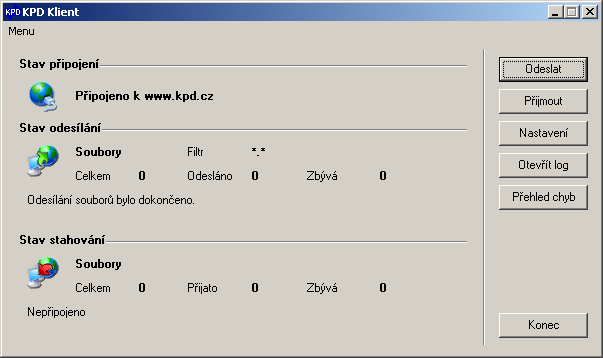 KPD KPD Klient
Menu
Stav připojení
Připojeno k www.kpd.cz
Stav odesílání
Soubory Filtr *.*
Celkem 0 Odesláno 0 Zbývá 0
Odesílání souborů bylo dokončeno.
Stav stahování
Soubory
Celkem 0 Přijato 0 Zbývá 0
Nepřipojeno
Odeslat
Přijmout
Nastavení
Otevřít log
Přehled chyb
Konec